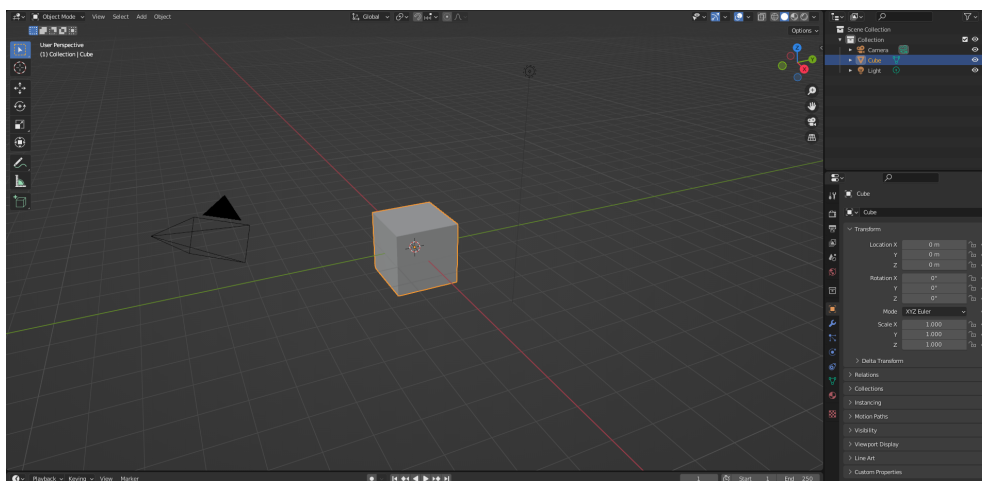 Object Mode View Select Add Object Global
Options
User Perspective
(1) Collection | Cube
Z
Y
X
Scene Collection
Collection
Camera
Cube
Light
Cube
Cube
Transform
Location X 0 m
Y 0 m
Z 0 m
Rotation X 0°
Y 0°
Z 0°
Mode XYZ Euler
Scale X 1.000
Y 1.000
Z 1.000
Delta Transform
Relations
Collections
Instancing
Motion Paths
Visibility
Viewport Display
Line Art
Custom Properties
Playback Keying View Marker 1 Start 1 End 250